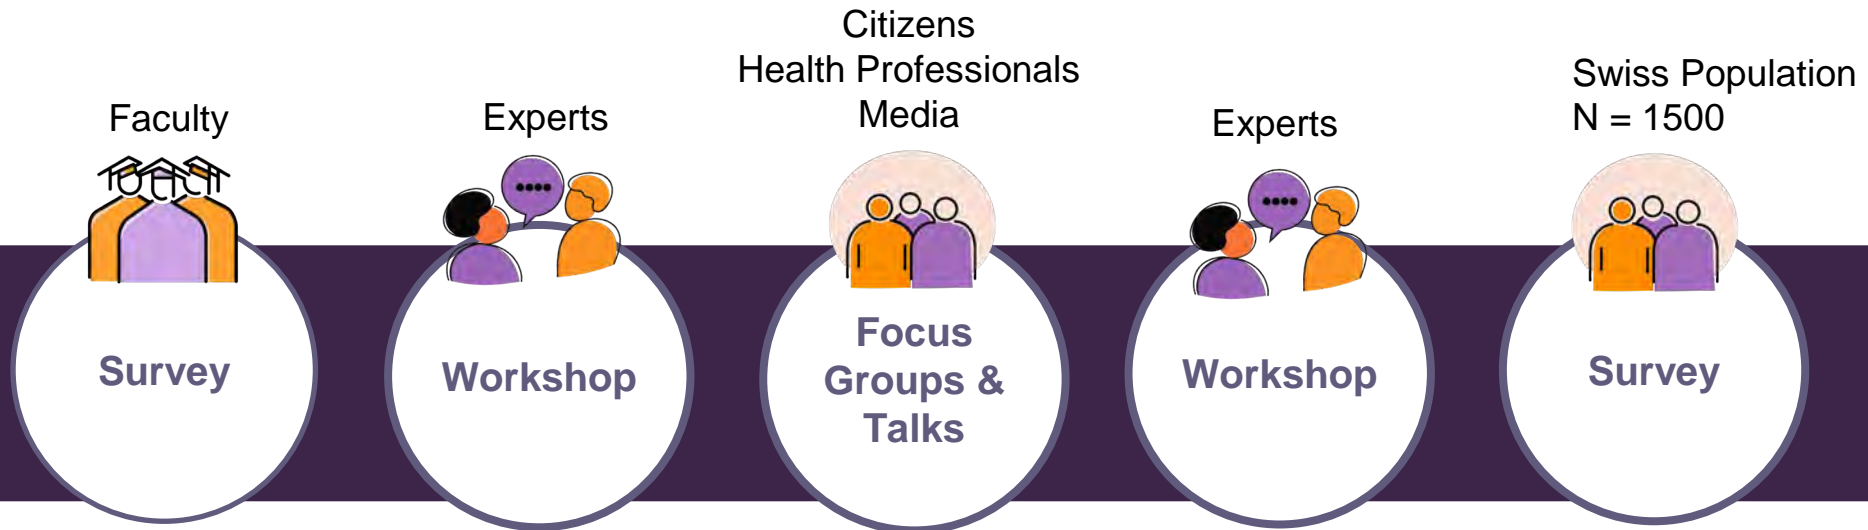 Faculty
Survey
Experts
Workshop
Citizens
Health Professionals
Media
Focus
Groups &
Talks
Experts
Workshop
Swiss Population
N = 1500
Survey